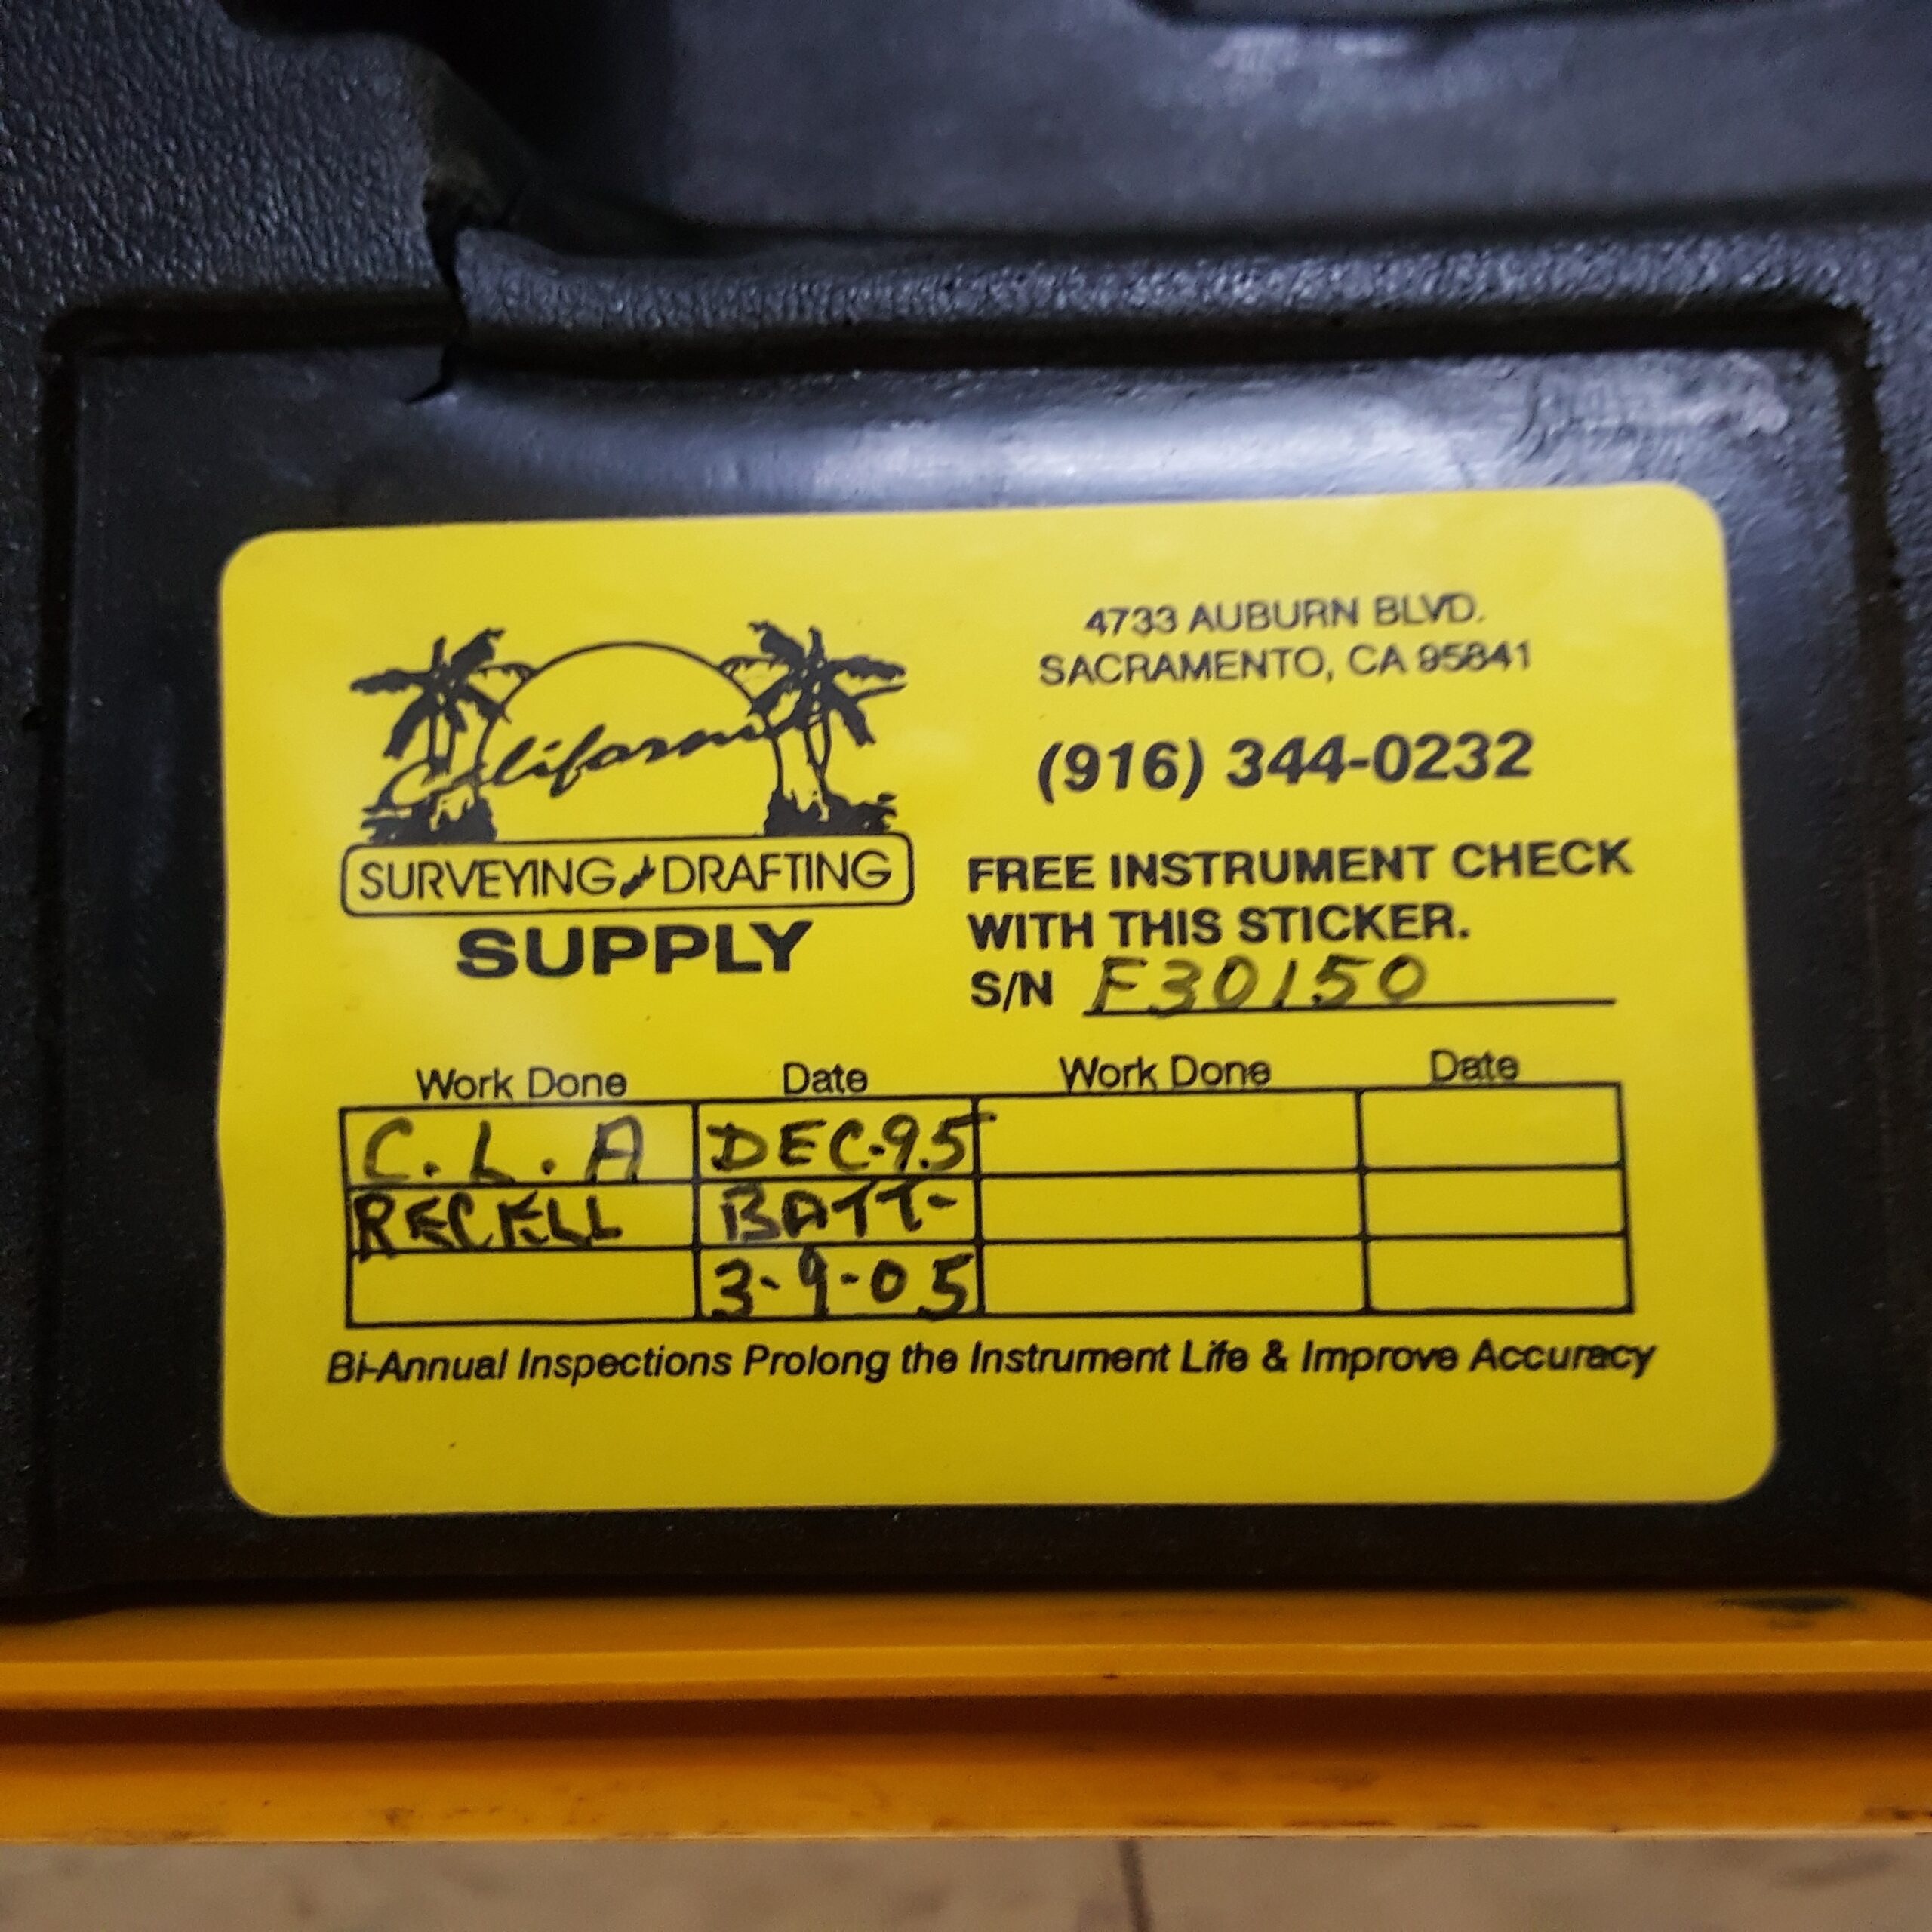 California
SURVEYING DRAFTING
SUPPLY
4733 AUBURN BLVD.
SACRAMENTO, CA 95841
(916) 344-0232
FREE INSTRUMENT CHECK
WITH THIS STICKER.
S/N F30150
Work Done Date Work Done Date
C.L.A DEC-95
RECELL BATT-
3-9-05
Bi-Annual Inspections Prolong the Instrument Life & Improve Accuracy